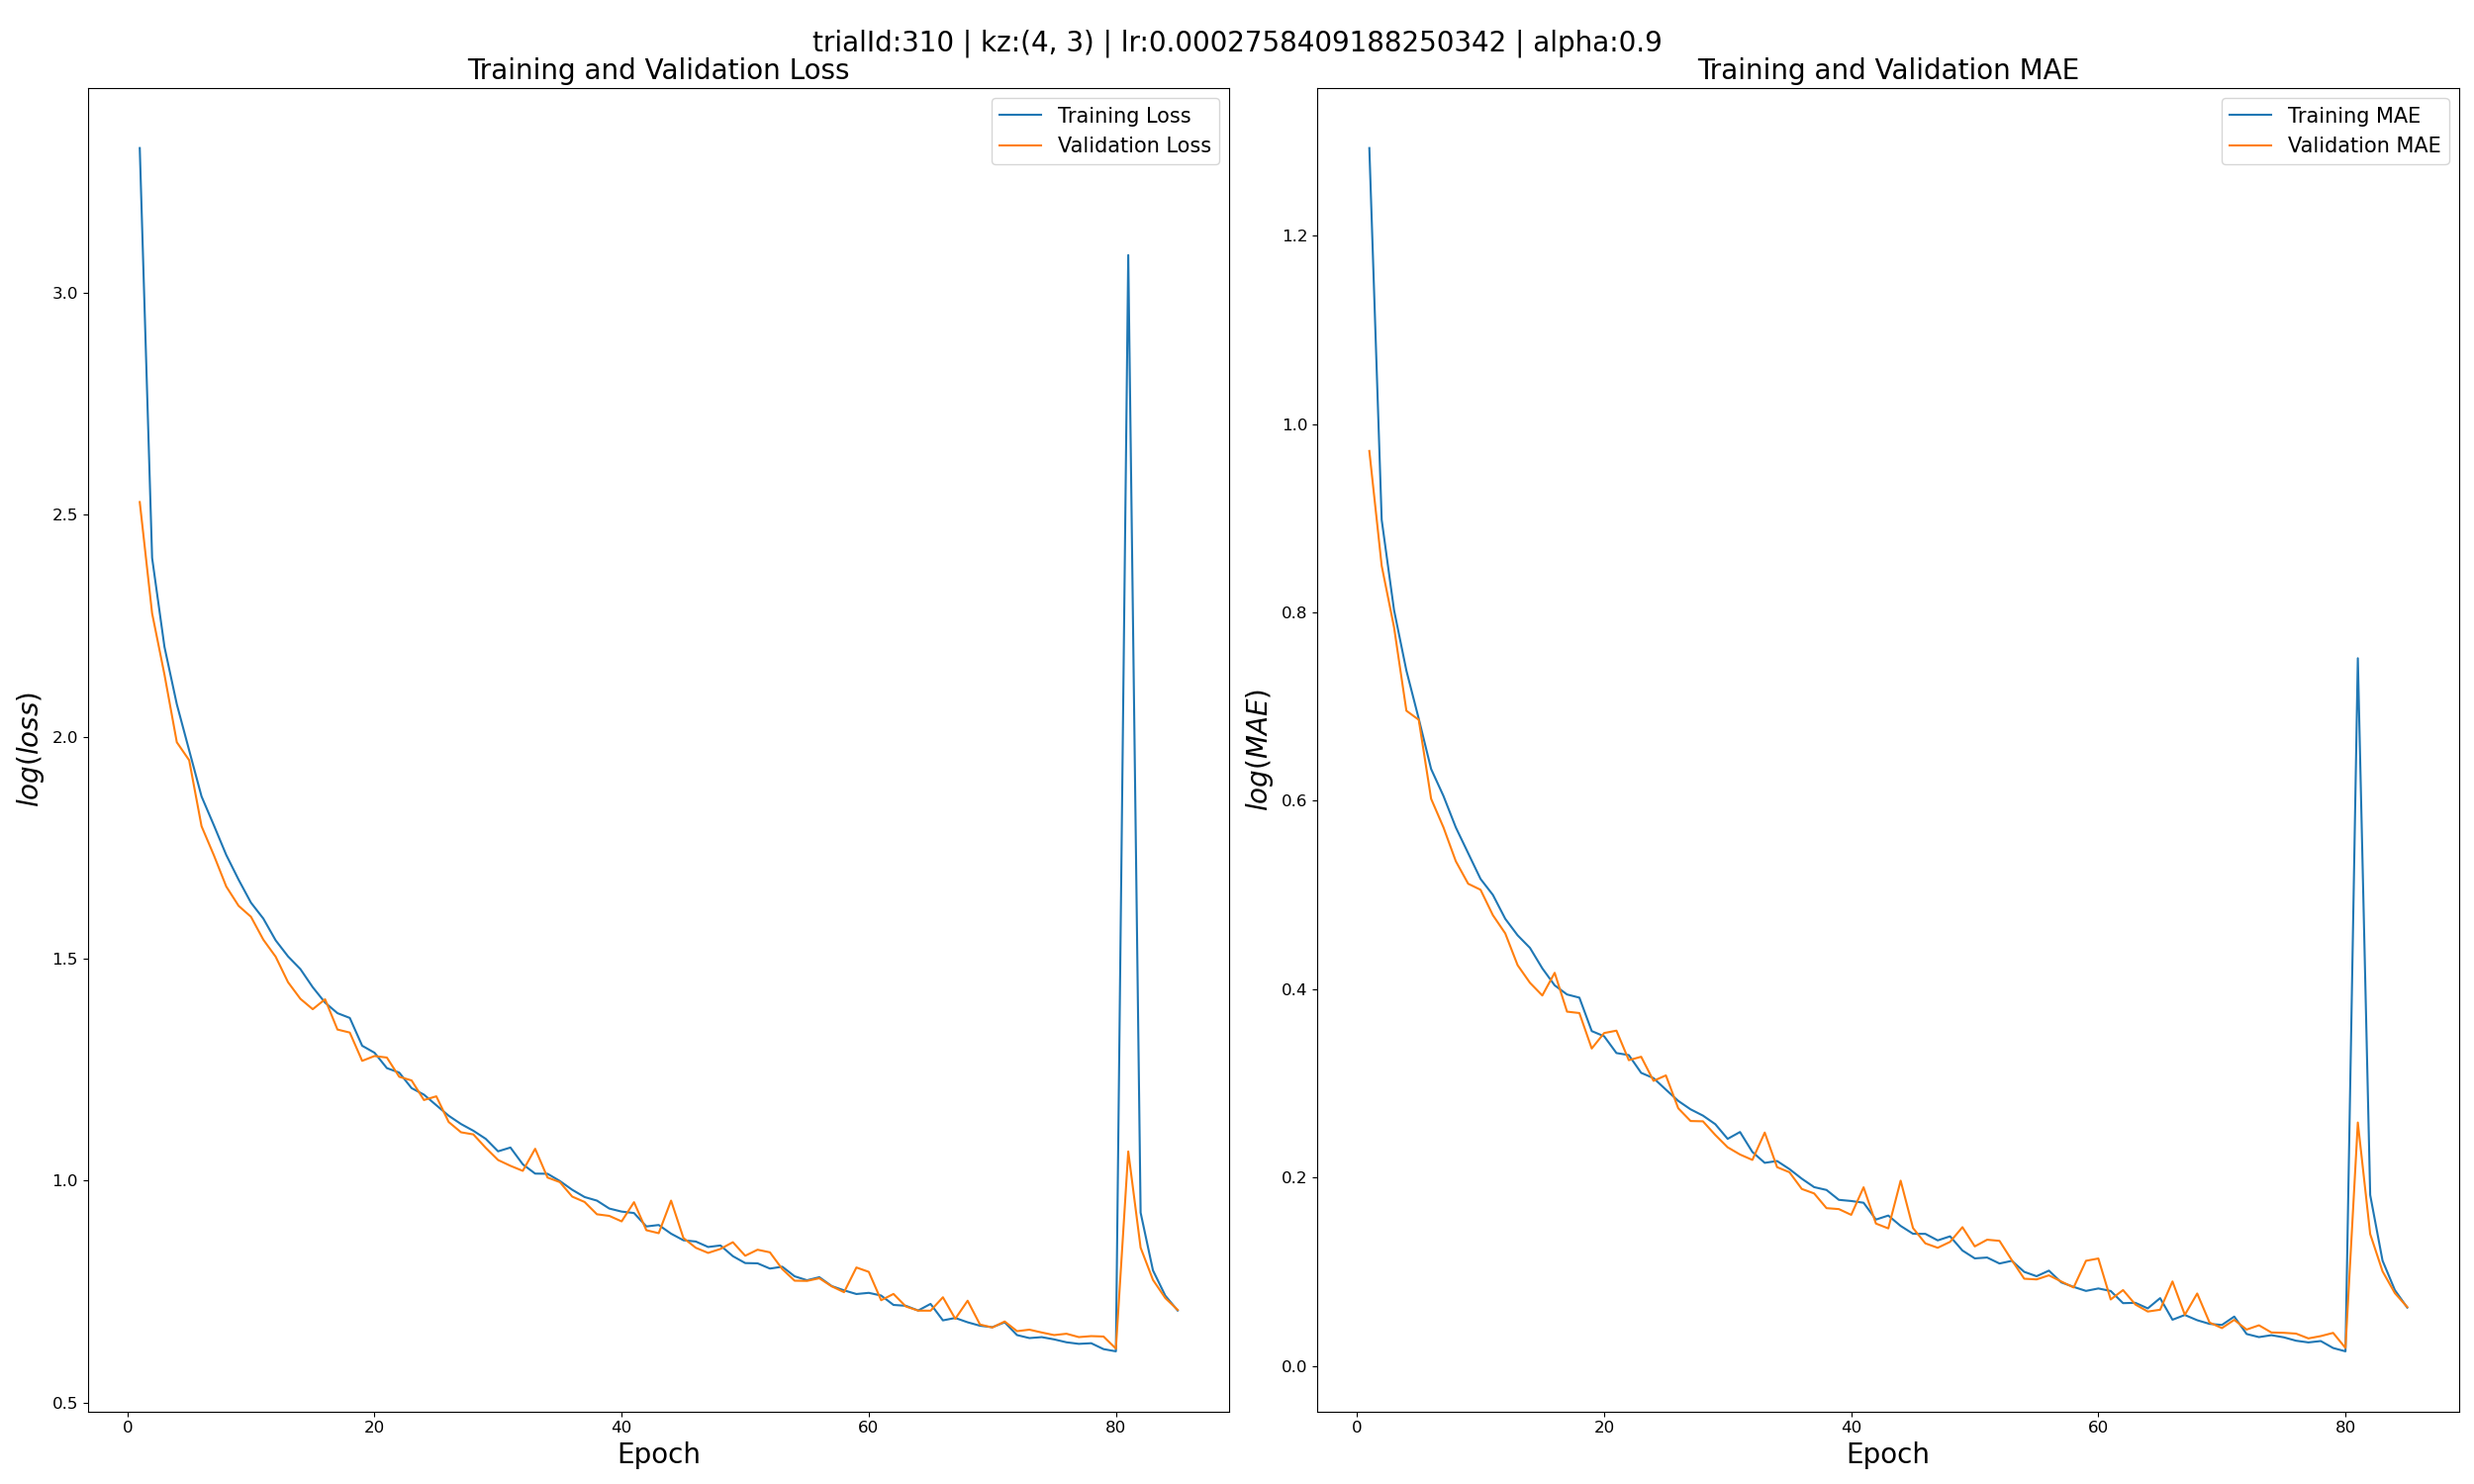 trialId:310 | kz:(4, 3) | lr:0.0002758409188250342 | alpha:0.9
Training and Validation Loss
Training Loss
Validation Loss
3.0
2.5
2.0
1.5
1.0
0.5
log(loss)
0 20 40 60 80
Epoch
Training and Validation MAE
Training MAE
Validation MAE
1.2
1.0
0.8
0.6
0.4
0.2
0.0
log(MAE)
0 20 40 60 80
Epoch